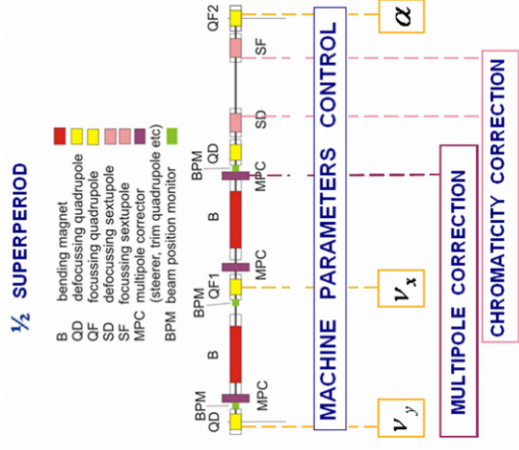 ½ SUPERPERIOD
B bending magnet
QD defocussing quadrupole
QF focussing quadrupole
SD defocussing sextupole
SF focussing sextupole
MPC multipole corrector
(steerer, trim quadrupole etc)
BPM beam position monitor
QD BPM MPC B BPM QF1 MPC B BPM MPC QD SD SF QF2
MACHINE PARAMETERS CONTROL
νy νx α
MULTIPOLE CORRECTION
CHROMATICITY CORRECTION